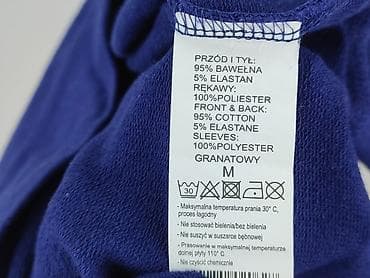 PRZÓD I TYŁ:
95% BAWEŁNA
5% ELASTAN
RĘKAWY:
100%POLIESTER
FRONT & BACK:
95% COTTON
5% ELASTANE
SLEEVES:
100%POLYESTER
GRANATOWY
M
30
- Maksymalna temperatura prania 30° C,
proces łagodny
- Nie stosować bielenia/bez bielenia
- Nie suszyć w suszarce bębnowej
- Prasowanie w maksymalnej temperaturze
dolnej płyty 110° C
- Nie czyścić chemicznie